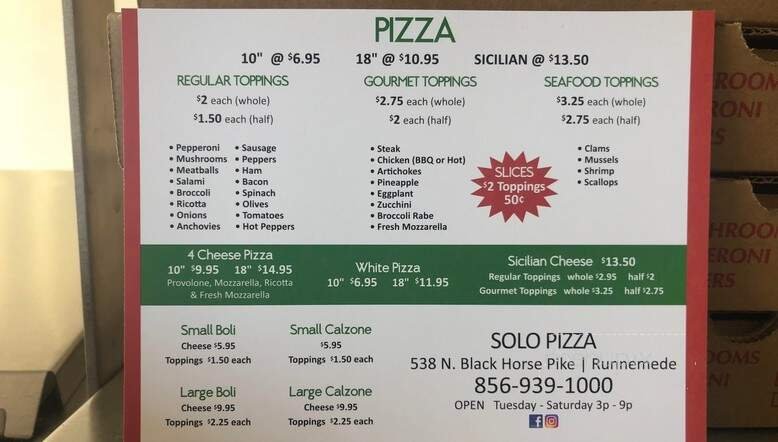 PIZZA
10" @ $6.95 18" @ $10.95 SICILIAN @ $13.50
REGULAR TOPPINGS
$2 each (whole)
$1.50 each (half)
• Pepperoni • Sausage
• Mushrooms • Peppers
• Meatballs • Ham
• Salami • Bacon
• Broccoli • Spinach
• Ricotta • Olives
• Onions • Tomatoes
• Anchovies • Hot Peppers
GOURMET TOPPINGS
$2.75 each (whole)
$2 each (half)
• Steak
• Chicken (BBQ or Hot)
• Artichokes
• Pineapple
• Eggplant
• Zucchini
• Broccoli Rabe
• Fresh Mozzarella
SEAFOOD TOPPINGS
$3.25 each (whole)
$2.75 each (half)
• Clams
• Mussels
• Shrimp
• Scallops
SLICES
$2 Toppings
50¢
4 Cheese Pizza
10" $9.95 18" $14.95
Provolone, Mozzarella, Ricotta
& Fresh Mozzarella
White Pizza
10" $6.95 18" $11.95
Sicilian Cheese $13.50
Regular Toppings whole $2.95 half $2
Gourmet Toppings whole $3.25 half $2.75
Small Boli
Cheese $5.95
Toppings $1.50 each
Small Calzone
$5.95
Toppings $1.50 each
Large Boli
Cheese $9.95
Toppings $2.25 each
Large Calzone
Cheese $9.95
Toppings $2.25 each
SOLO PIZZA
538 N. Black Horse Pike | Runnemede
856-939-1000
OPEN Tuesday - Saturday 3p - 9p